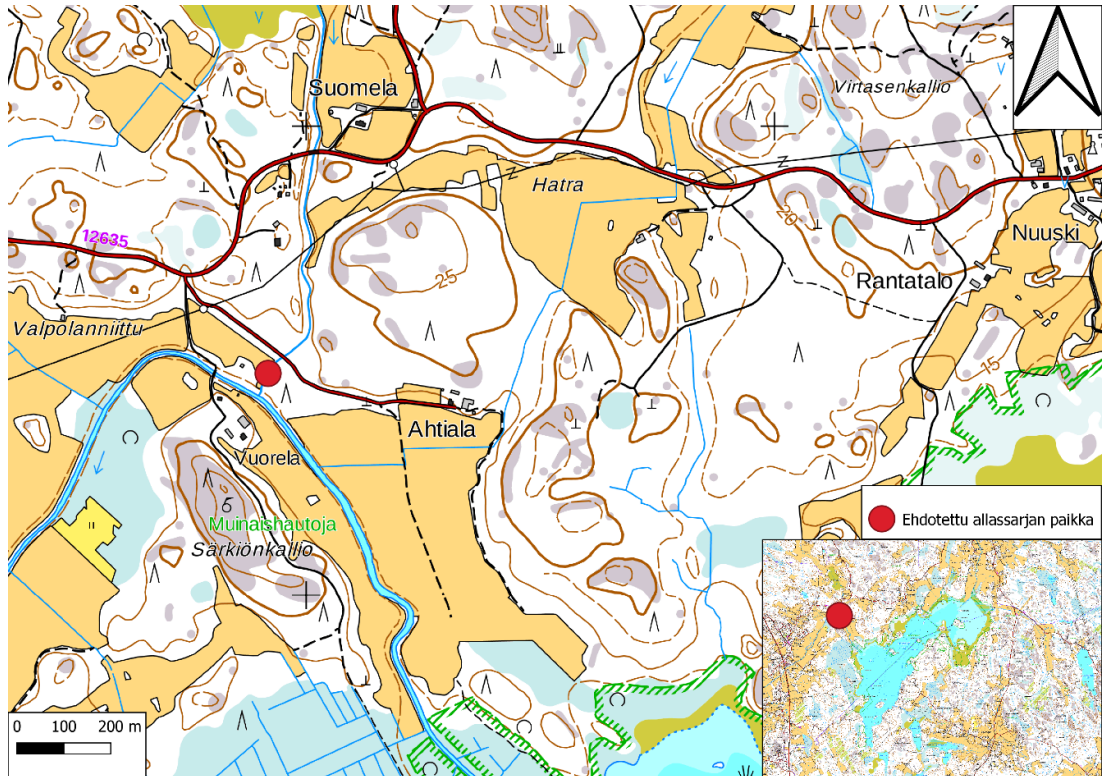 Suomela
Virtasenkallio
Hatra
12635
25
20
Nuuski
Rantatalo
Valpolanniittu
15
Ahtiala
Vuorela
5
Muinaishautoja
Särkiönkallio
Ehdotettu allassarjan paikka
0 100 200 m